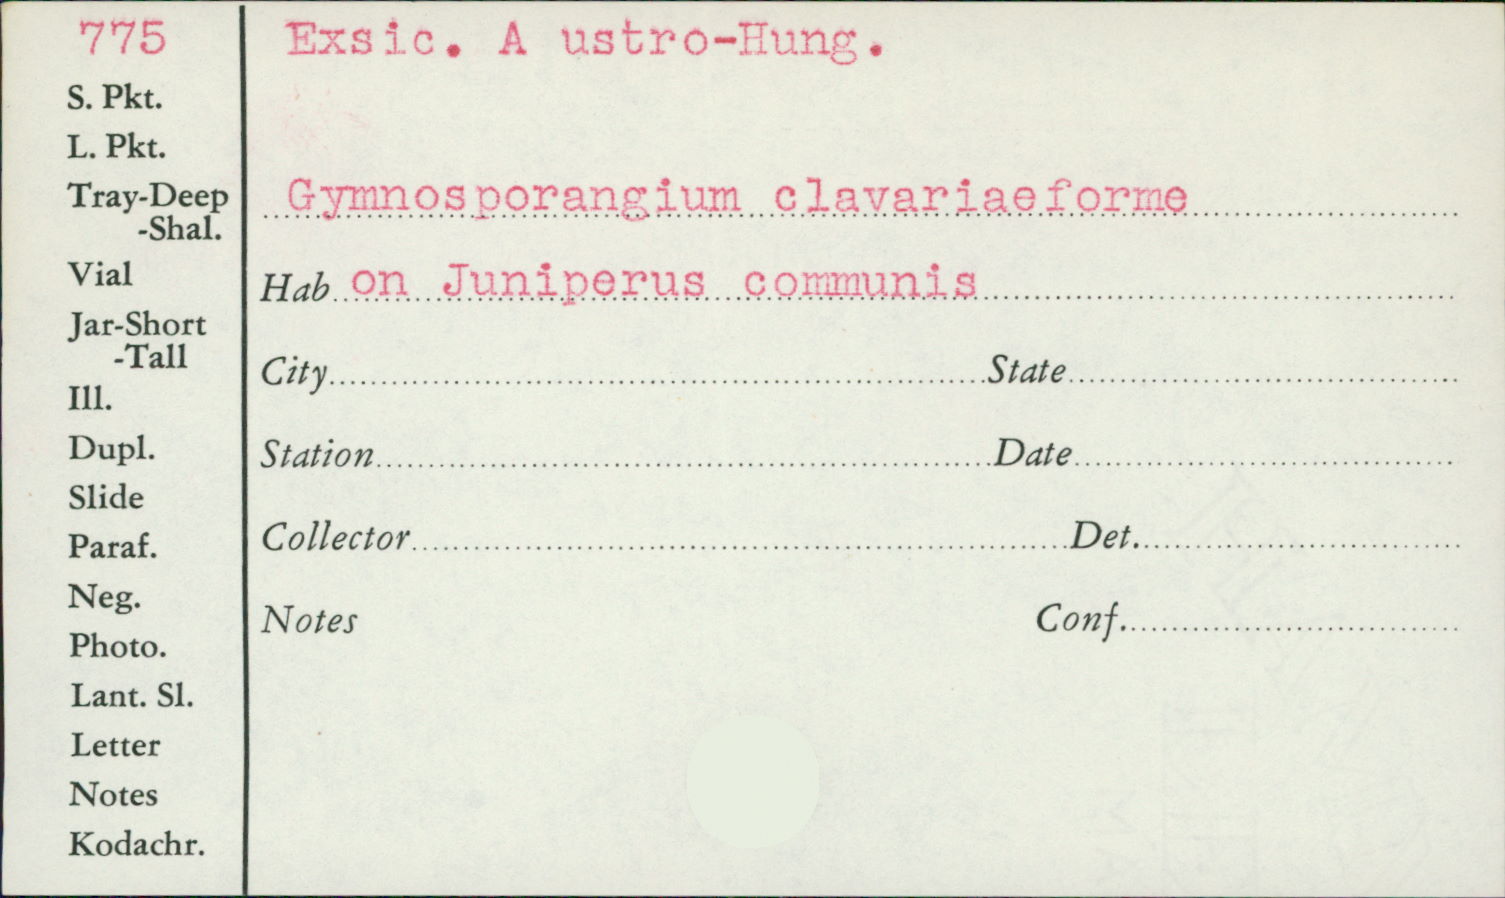 775
Exsic. A ustro-Hung.
S. Pkt.
L. Pkt.
Tray-Deep
-Shal.
Gymnosporangium clavariaeforme
Vial
Hab on Juniperus communis
Jar-Short
-Tall
City State
Ill.
Dupl.
Station Date
Slide
Paraf.
Collector Det.
Neg.
Notes Conf.
Photo.
Lant. Sl.
Letter
Notes
Kodachr.